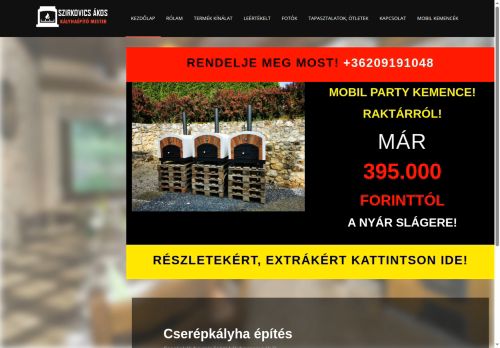 SZIRKOVICS ÁKOS
KÁLYHAÉPÍTŐ MESTER
KEZDŐLAP RÓLAM TERMÉK KÍNÁLAT LEÉRTÉKELT FOTÓK TAPASZTALATOK, ÖTLETEK KAPCSOLAT MOBIL KEMENCÉK
RENDELJE MEG MOST! +36209191048
MOBIL PARTY KEMENCE!
RAKTÁRRÓL!
MÁR
395.000
FORINTTÓL
A NYÁR SLÁGERE!
RÉSZLETEKÉRT, EXTRÁKÉRT KATTINTSON IDE!
Cserépkályha építés